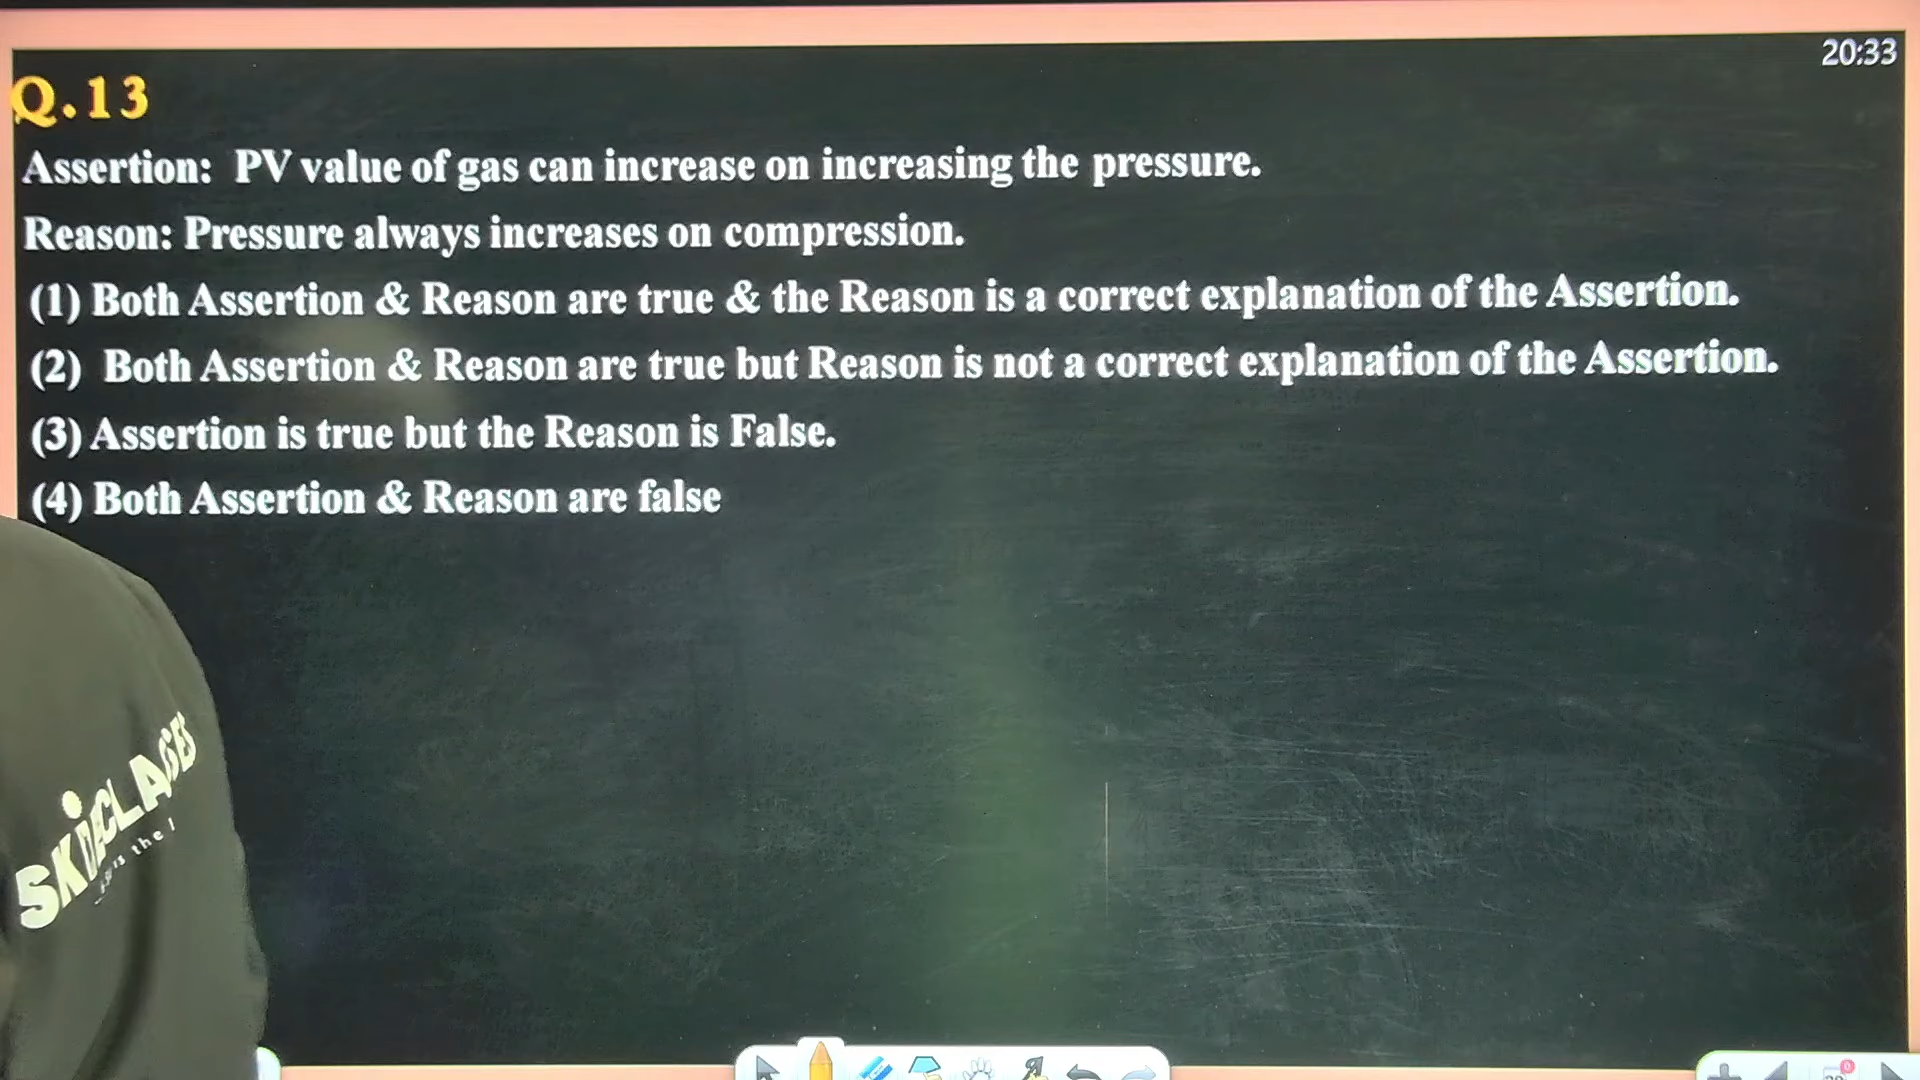 20:33
Q.13
Assertion: PV value of gas can increase on increasing the pressure.
Reason: Pressure always increases on compression.
(1) Both Assertion & Reason are true & the Reason is a correct explanation of the Assertion.
(2) Both Assertion & Reason are true but Reason is not a correct explanation of the Assertion.
(3) Assertion is true but the Reason is False.
(4) Both Assertion & Reason are false